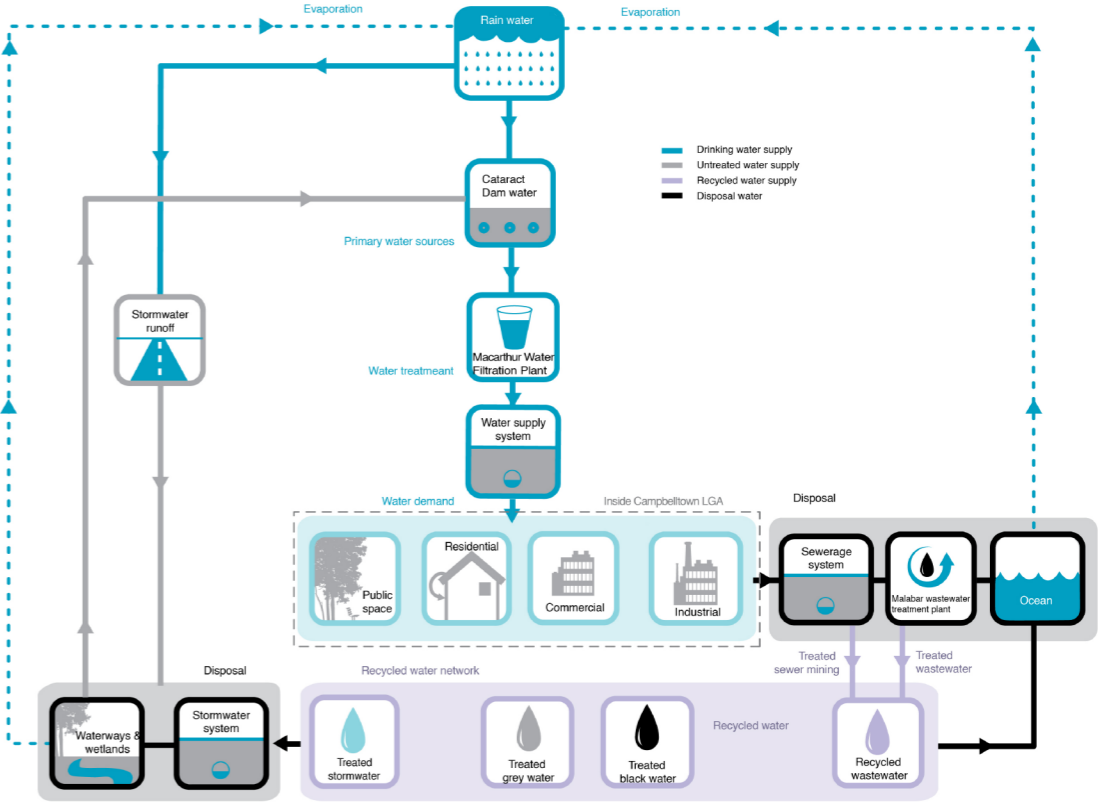 Evaporation
Rain water
Evaporation
Drinking water supply
Untreated water supply
Recycled water supply
Disposal water
Cataract
Dam water
Primary water sources
Stormwater
runoff
Macarthur Water
Filtration Plant
Water treatmeant
Water supply
system
Water demand
Inside Campbelltown LGA
Disposal
Public
space
Residential
Commercial
Industrial
Sewerage
system
Malabar wastewater
treatment plant
Ocean
Treated
sewer mining
Treated
wastewater
Disposal
Recycled water network
Waterways &
wetlands
Stormwater
system
Treated
stormwater
Treated
grey water
Treated
black water
Recycled water
Recycled
wastewater